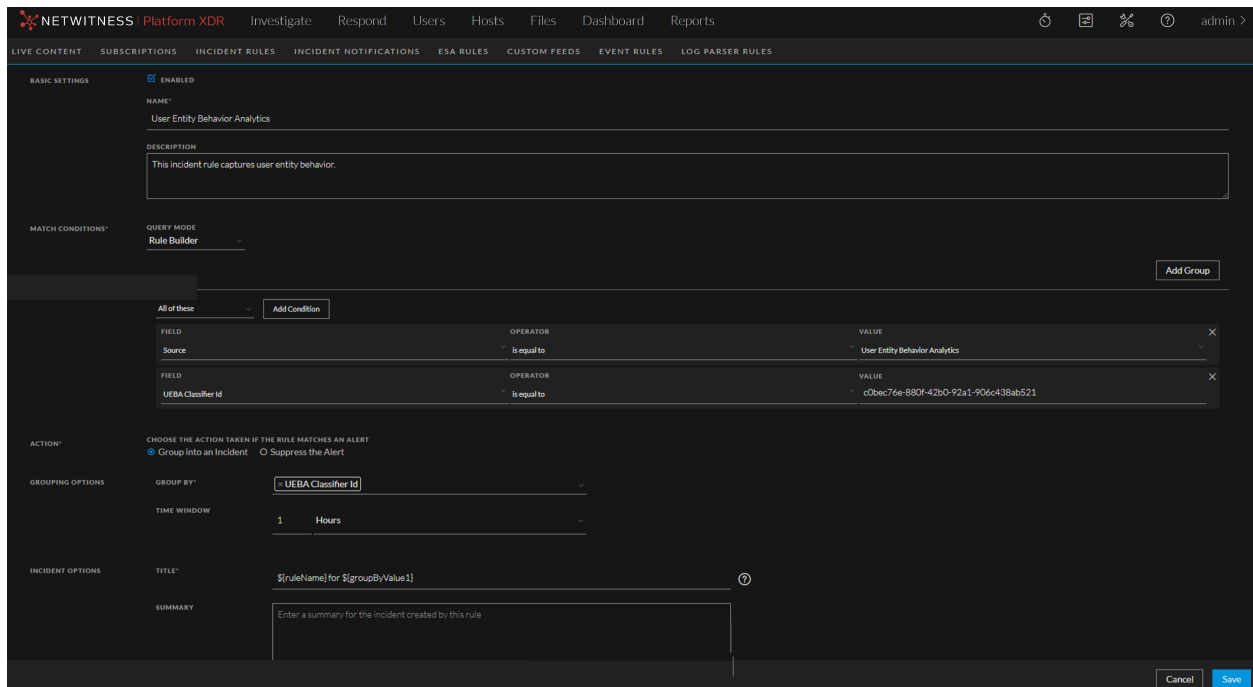 NETWITNESS Platform XDR Investigate Respond Users Hosts Files Dashboard Reports admin >
LIVE CONTENT SUBSCRIPTIONS INCIDENT RULES INCIDENT NOTIFICATIONS ESA RULES CUSTOM FEEDS EVENT RULES LOG PARSER RULES
BASIC SETTINGS ENABLED
NAME*
User Entity Behavior Analytics
DESCRIPTION
This incident rule captures user entity behavior.
MATCH CONDITIONS* QUERY MODE
Rule Builder
Add Group
All of these Add Condition
FIELD OPERATOR VALUE
Source is equal to User Entity Behavior Analytics
FIELD OPERATOR VALUE
UEBA Classifier Id is equal to c0bec76e-880f-42b0-92a1-906c438ab521
ACTION* CHOOSE THE ACTION TAKEN IF THE RULE MATCHES AN ALERT
Group into an Incident Suppress the Alert
GROUPING OPTIONS GROUP BY* × UEBA Classifier Id
TIME WINDOW
1 Hours
INCIDENT OPTIONS TITLE*
${ruleName} for ${groupByValue1}
SUMMARY
Enter a summary for the incident created by this rule
Cancel Save